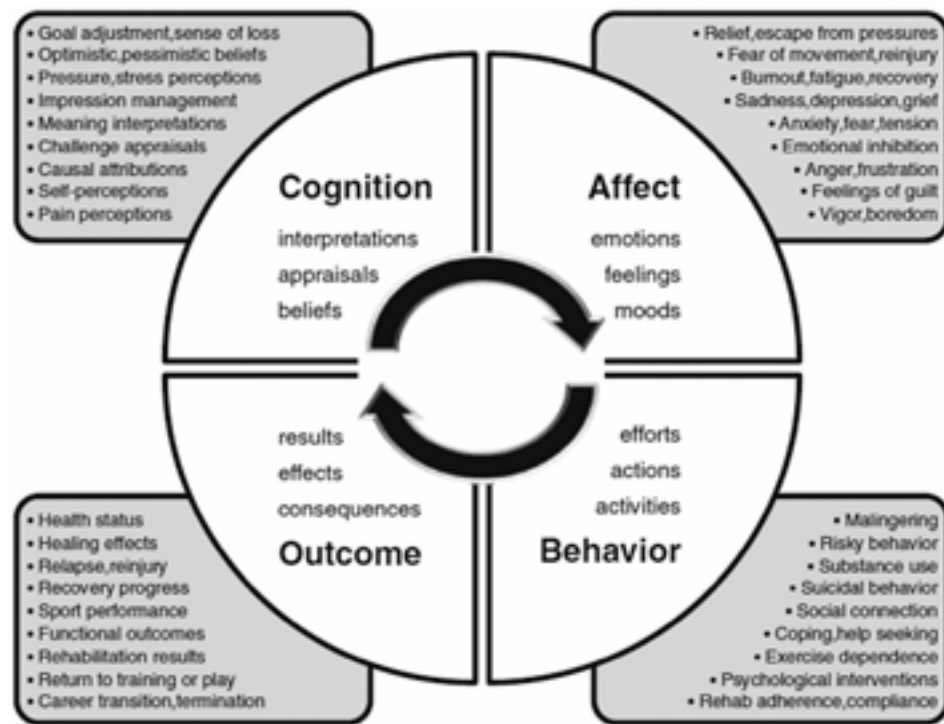 • Goal adjustment,sense of loss
• Optimistic,pessimistic beliefs
• Pressure,stress perceptions
• Impression management
• Meaning interpretations
• Challenge appraisals
• Causal attributions
• Self-perceptions
• Pain perceptions
• Relief,escape from pressures
• Fear of movement,reinjury
• Burnout,fatigue,recovery
• Sadness,depression,grief
• Anxiety,fear,tension
• Emotional inhibition
• Anger,frustration
• Feelings of guilt
• Vigor,boredom
Cognition
interpretations
appraisals
beliefs
Affect
emotions
feelings
moods
results
effects
consequences
Outcome
efforts
actions
activities
Behavior
• Health status
• Healing effects
• Relapse,reinjury
• Recovery progress
• Sport performance
• Functional outcomes
• Rehabilitation results
• Return to training or play
• Career transition,termination
• Malingering
• Risky behavior
• Substance use
• Suicidal behavior
• Social connection
• Coping,help seeking
• Exercise dependence
• Psychological interventions
• Rehab adherence,compliance